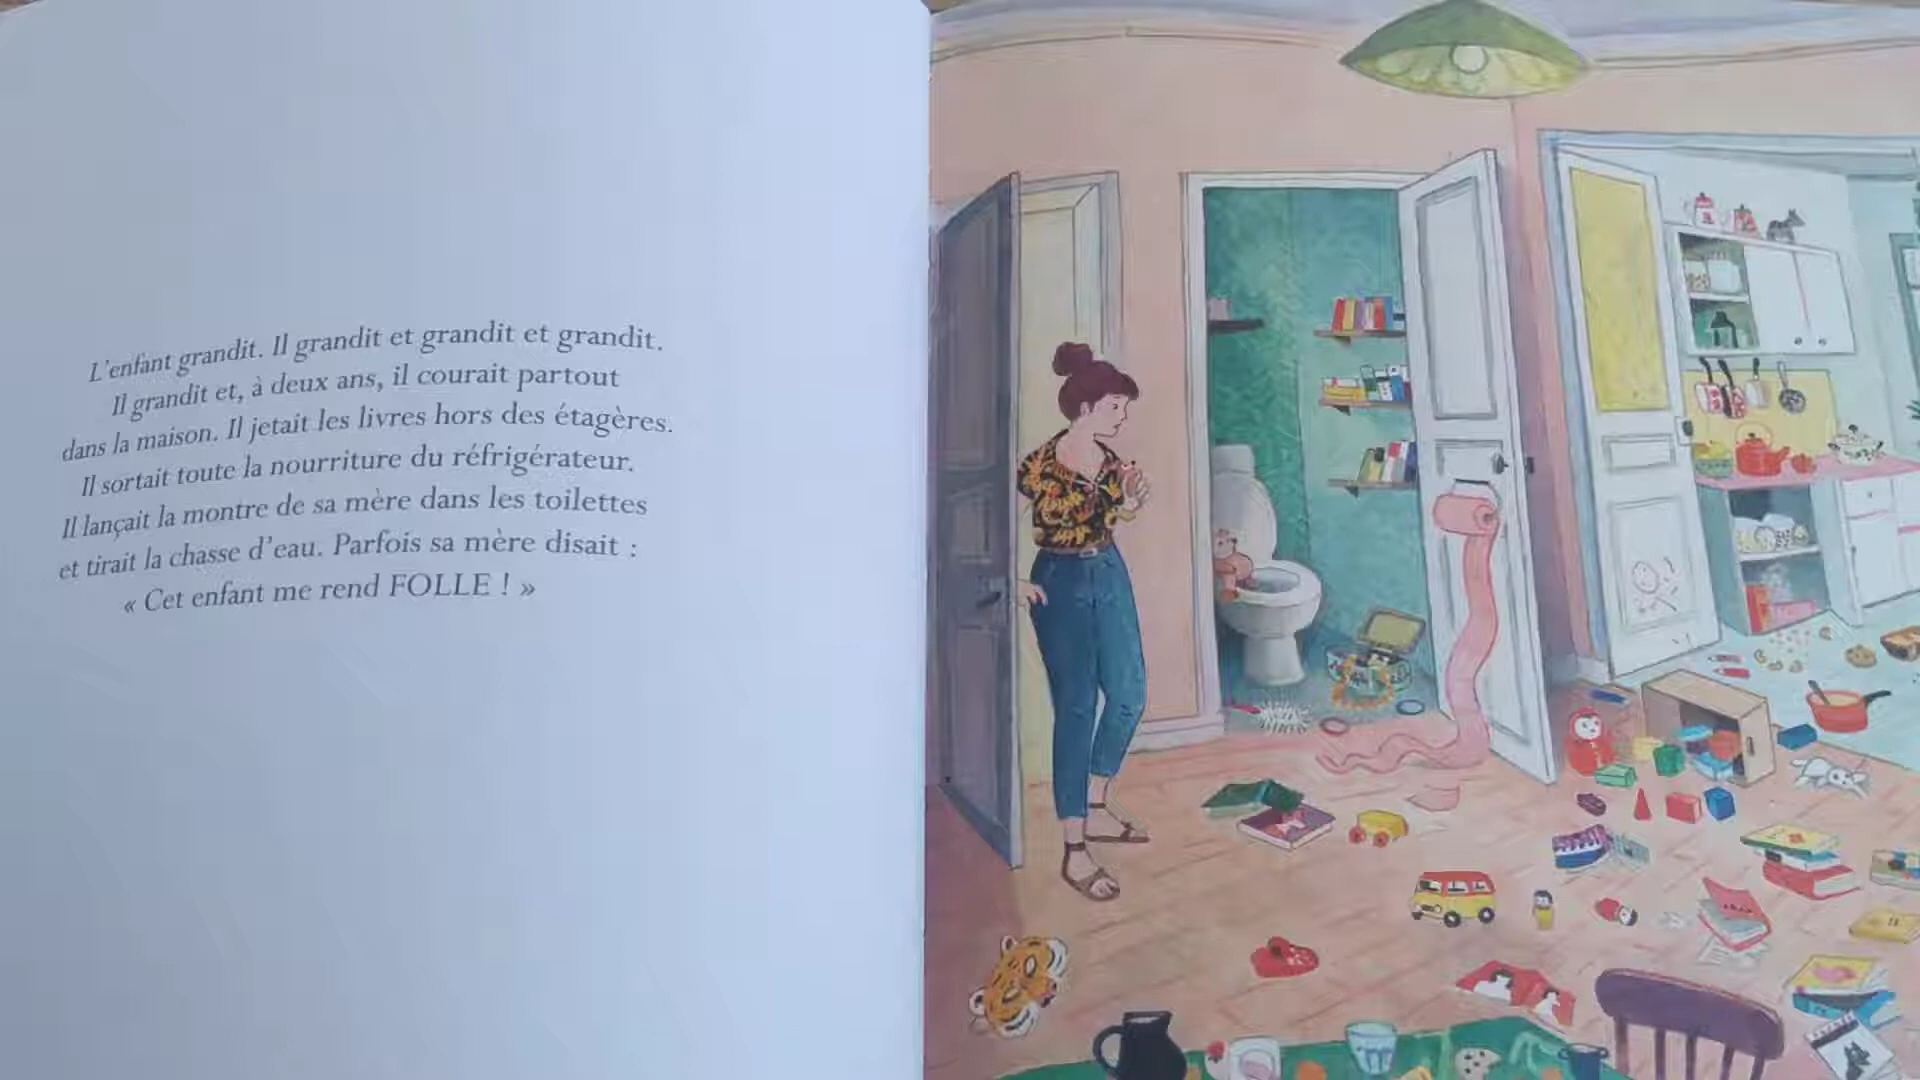 L'enfant grandit. Il grandit et grandit et grandit.
Il grandit et, à deux ans, il courait partout
dans la maison. Il jetait les livres hors des étagères.
Il sortait toute la nourriture du réfrigérateur.
Il lançait la montre de sa mère dans les toilettes
et tirait la chasse d'eau. Parfois sa mère disait :
« Cet enfant me rend FOLLE ! »